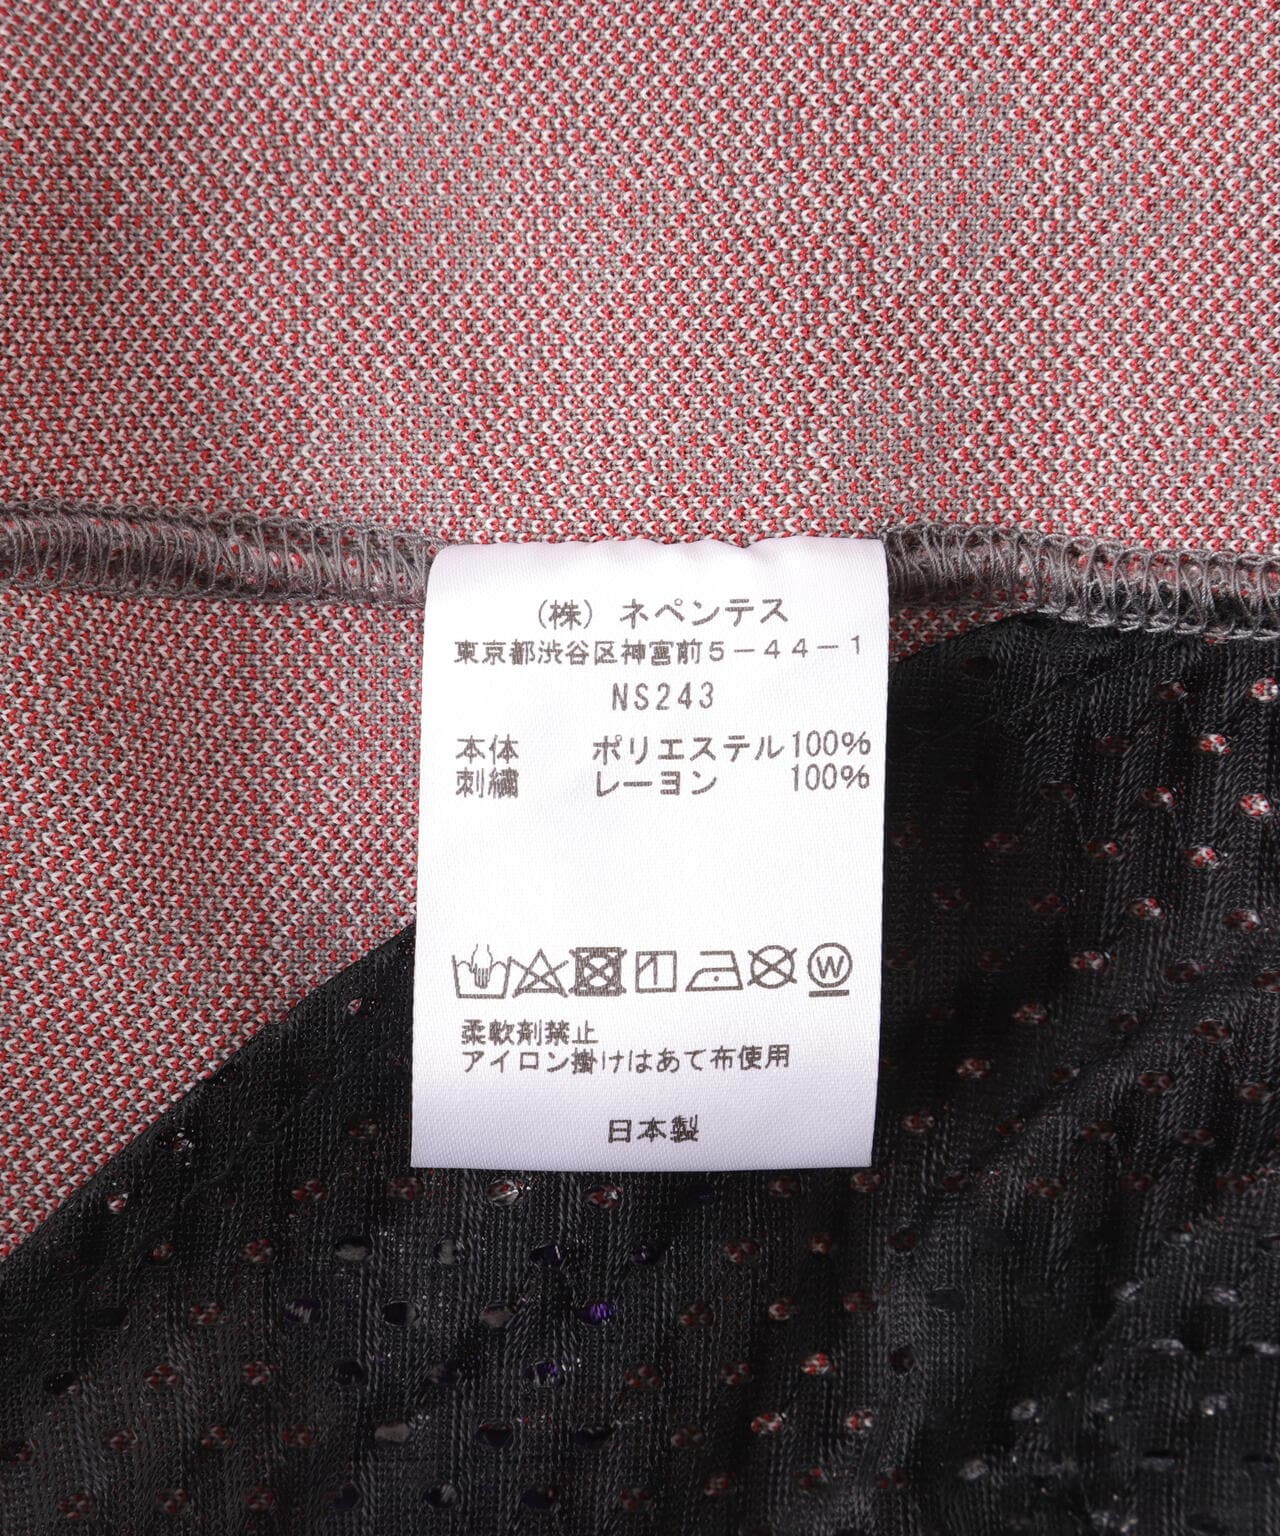 (株) ネペンテス
東京都渋谷区神宮前5-44-1
NS243
本体 ポリエステル100%
刺繍 レーヨン 100%
W
柔軟剤禁止
アイロン掛けはあて布使用
日本製